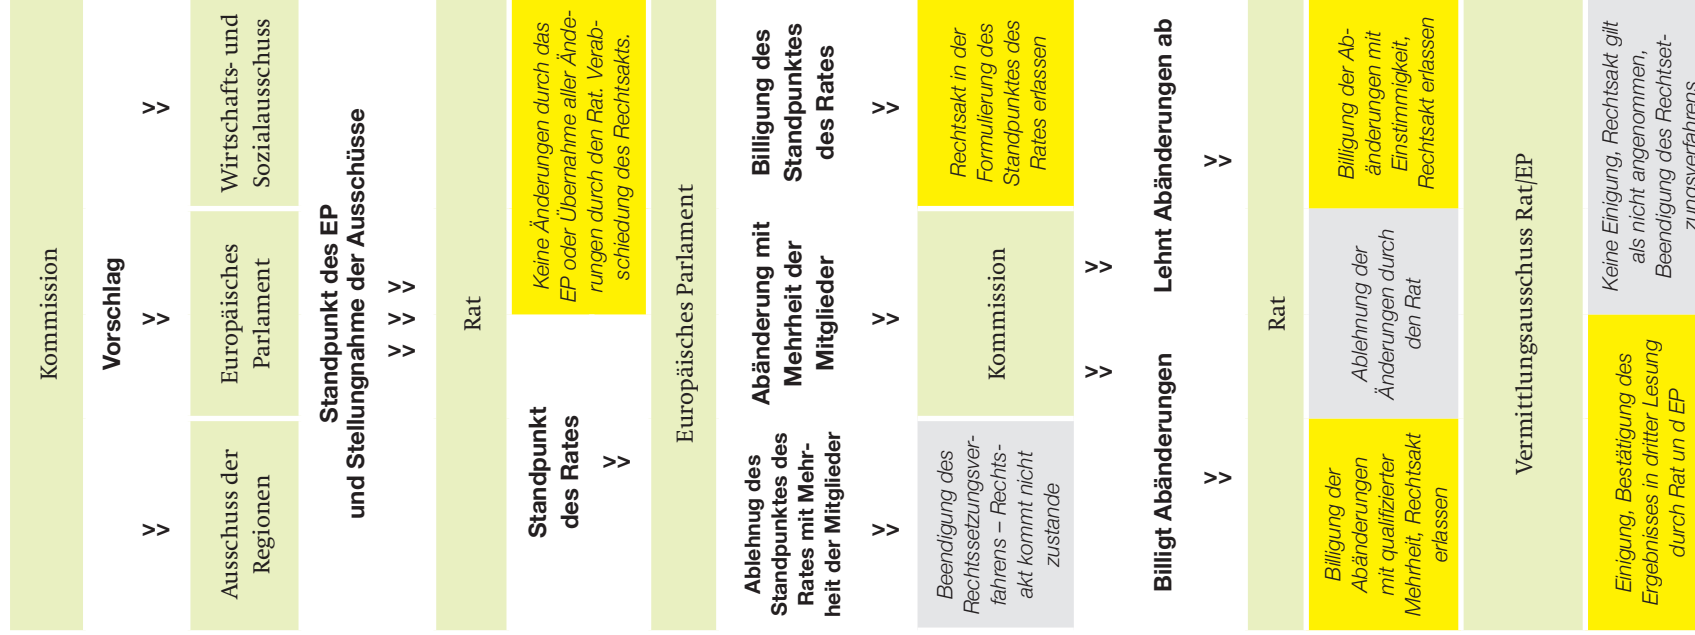 Kommission
Vorschlag
Ausschuss der
Regionen
Europäisches
Parlament
Wirtschafts- und
Sozialausschuss
Standpunkt des EP
und Stellungnahme der Ausschüsse
Rat
Standpunkt
des Rates
Keine Änderungen durch das
EP oder Übernahme aller Ände-
rungen durch den Rat. Verab-
schiedung des Rechtsakts.
Europäisches Parlament
Ablehnug des
Standpunktes des
Rates mit Mehr-
heit der Mitglieder
Abänderung mit
Mehrheit der
Mitglieder
Billigung des
Standpunktes
des Rates
Beendigung des
Rechtssetzungsver-
fahrens – Rechts-
akt kommt nicht
zustande
Kommission
Rechtsakt in der
Formulierung des
Standpunktes des
Rates erlassen
Billigt Abänderungen
Lehnt Abänderungen ab
Rat
Billigung der
Abänderungen
mit qualifizierter
Mehrheit, Rechtsakt
erlassen
Ablehnung der
Änderungen durch
den Rat
Billigung der Ab-
änderungen mit
Einstimmigkeit,
Rechtsakt erlassen
Vermittlungsausschuss Rat/EP
Einigung, Bestätigung des
Ergebnisses in dritter Lesung
durch Rat un d EP
Keine Einigung, Rechtsakt gilt
als nicht angenommen,
Beendigung des Rechtset-
zungsverfahrens